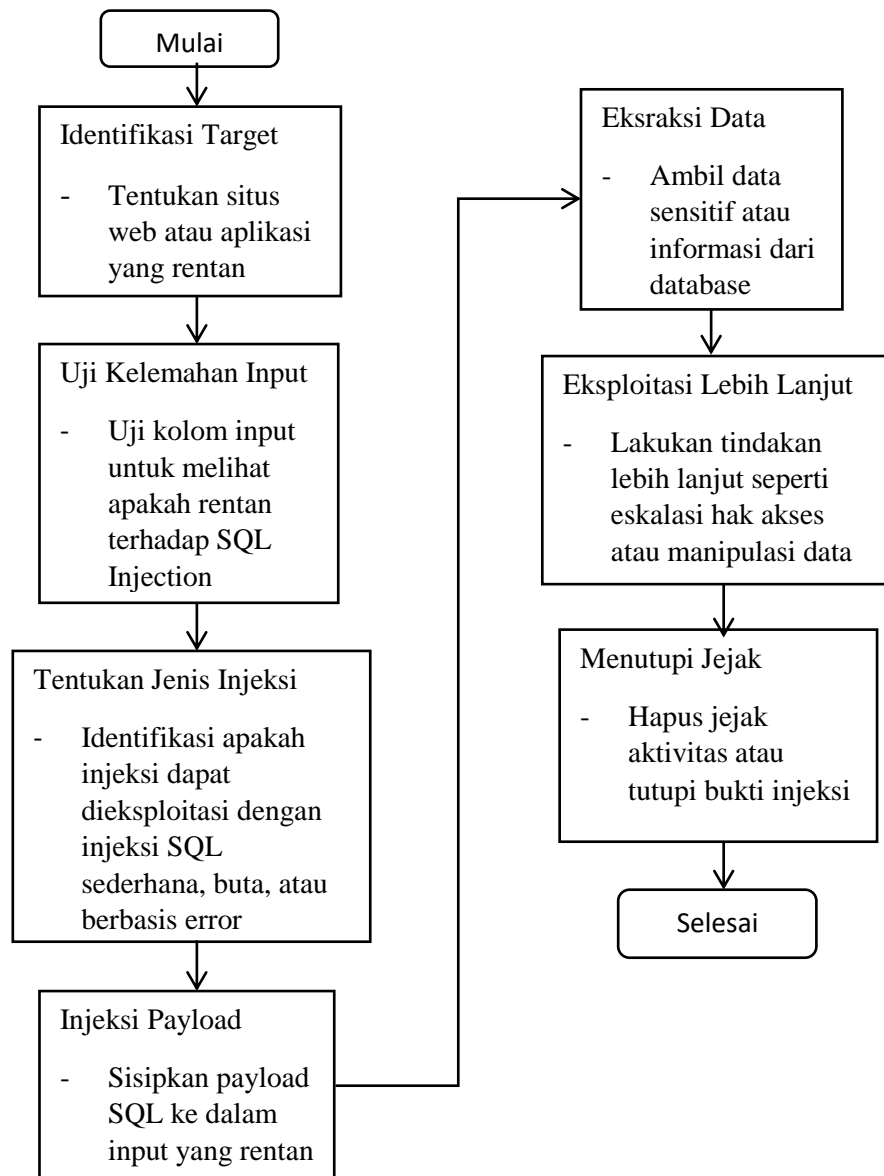 Mulai
Identifikasi Target
- Tentukan situs
web atau aplikasi
yang rentan
Uji Kelemahan Input
- Uji kolom input
untuk melihat
apakah rentan
terhadap SQL
Injection
Tentukan Jenis Injeksi
- Identifikasi apakah
injeksi dapat
dieksploitasi dengan
injeksi SQL
sederhana, buta, atau
berbasis error
Injeksi Payload
- Sisipkan payload
SQL ke dalam
input yang rentan
Eksraksi Data
- Ambil data
sensitif atau
informasi dari
database
Eksploitasi Lebih Lanjut
- Lakukan tindakan
lebih lanjut seperti
eskalasi hak akses
atau manipulasi data
Menutupi Jejak
- Hapus jejak
aktivitas atau
tutupi bukti injeksi
Selesai